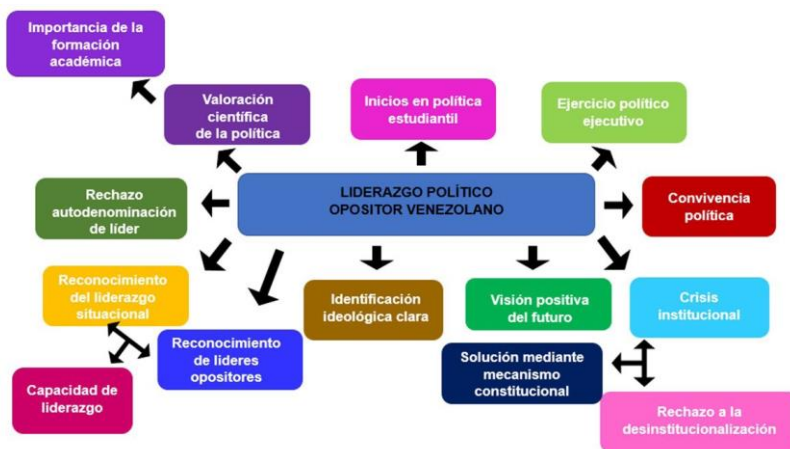 Importancia de la
formación
académica
Valoración
científica
de la política
Inicios en política
estudiantil
Ejercicio político
ejecutivo
LIDERAZGO POLÍTICO
OPOSITOR VENEZOLANO
Rechazo
autodenominación
de líder
Convivencia
política
Reconocimiento
del liderazgo
situacional
Identificación
ideológica clara
Visión positiva
del futuro
Crisis
institucional
Reconocimiento
de lideres
opositores
Solución mediante
mecanismo
constitucional
Capacidad de
liderazgo
Rechazo a la
desinstitucionalización